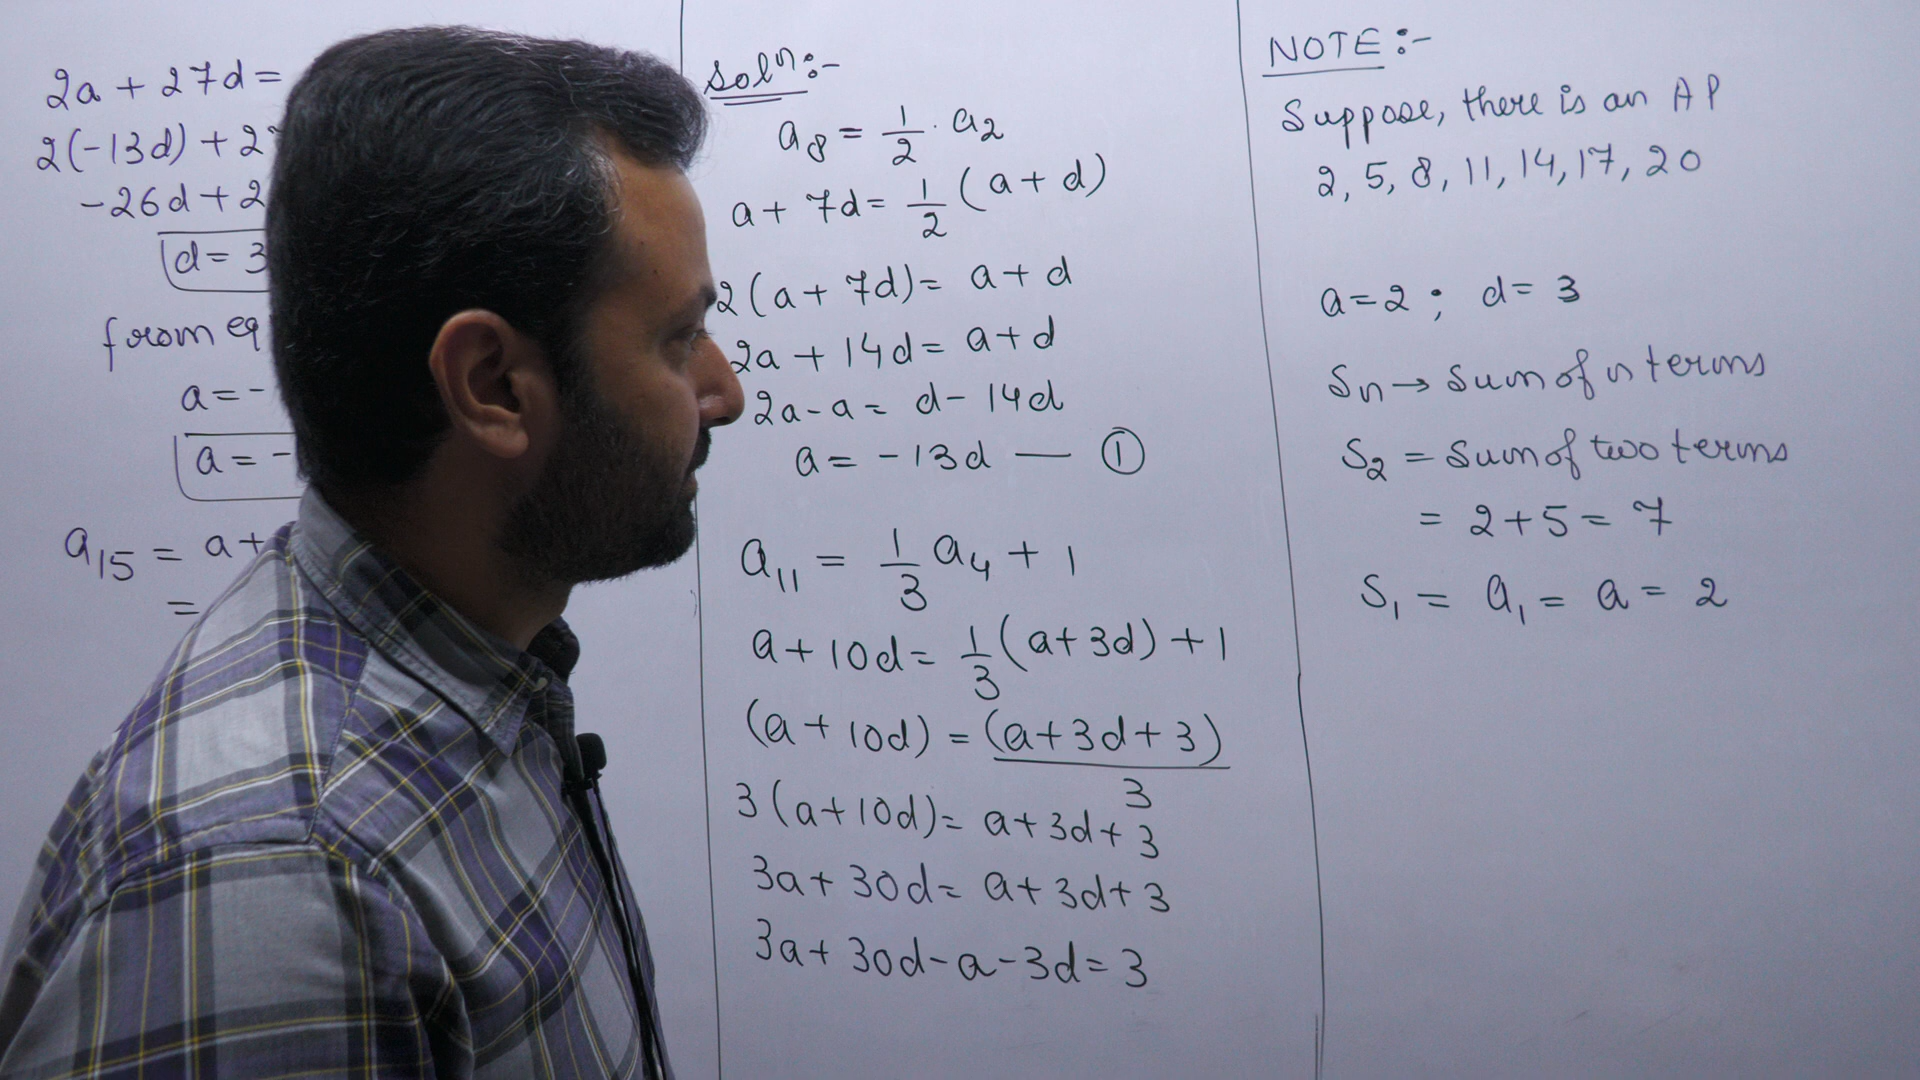 2a + 27d =
2(-13d) + 27
-26d + 2
d = 3
from eq
a = -
a = -
a₁₅ = a +
=
Solⁿ:-
a₈ = 1/2 · a₂
a + 7d = 1/2 (a + d)
2(a + 7d) = a + d
2a + 14d = a + d
2a - a = d - 14d
a = -13d — ①
a₁₁ = 1/3 a₄ + 1
a + 10d = 1/3 (a + 3d) + 1
(a + 10d) = (a + 3d + 3)
3
3(a + 10d) = a + 3d + 3
3a + 30d = a + 3d + 3
3a + 30d - a - 3d = 3
NOTE :-
Suppose, there is an AP
2, 5, 8, 11, 14, 17, 20
a = 2 ; d = 3
Sn → Sum of n terms
S₂ = Sum of two terms
= 2 + 5 = 7
S₁ = a₁ = a = 2